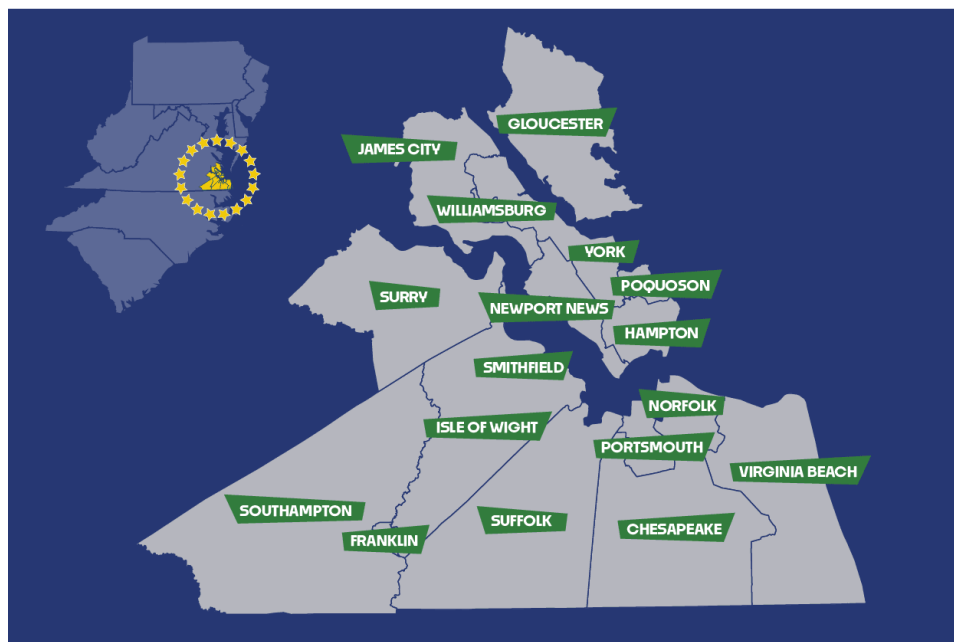 GLOUCESTER
JAMES CITY
WILLIAMSBURG
YORK
POQUOSON
SURRY
NEWPORT NEWS
HAMPTON
SMITHFIELD
NORFOLK
ISLE OF WIGHT
PORTSMOUTH
VIRGINIA BEACH
SOUTHAMPTON
SUFFOLK
CHESAPEAKE
FRANKLIN